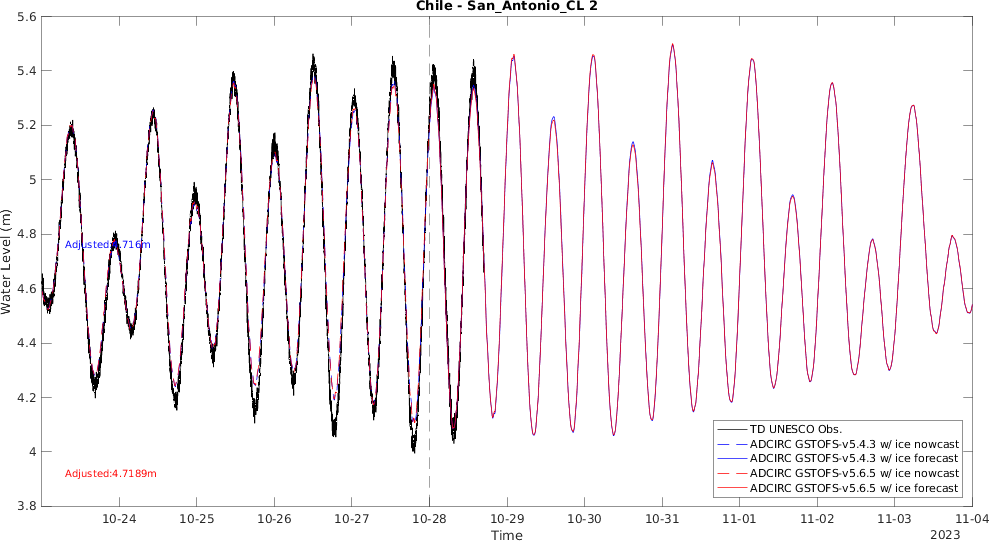 Chile - San_Antonio_CL 2
Water Level (m)
5.6
5.4
5.2
5
4.8
4.6
4.4
4.2
4
3.8
Adjusted:4.7189m
TD UNESCO Obs.
ADCIRC GSTOFS-v5.4.3 w/ ice nowcast
ADCIRC GSTOFS-v5.4.3 w/ ice forecast
ADCIRC GSTOFS-v5.6.5 w/ ice nowcast
ADCIRC GSTOFS-v5.6.5 w/ ice forecast
10-24 10-25 10-26 10-27 10-28 10-29 10-30 10-31 11-01 11-02 11-03 11-04
Time
2023